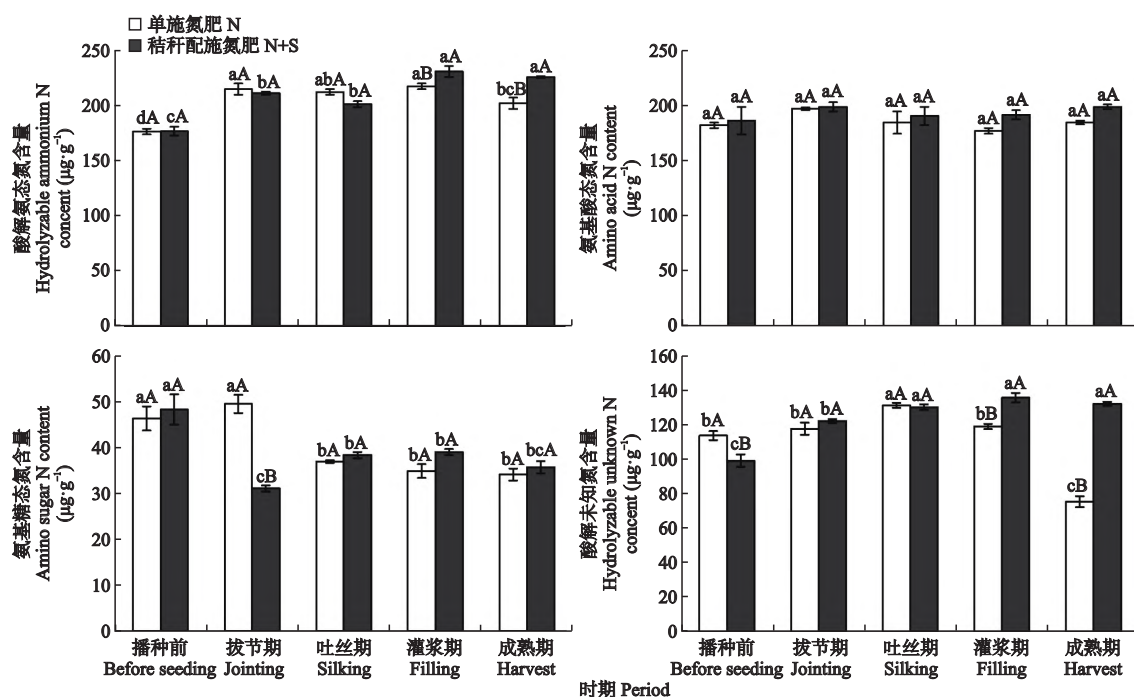 单施氮肥 N
秸秆配施氮肥 N+S
酸解氨态氮含量
Hydrolyzable ammonium N
concent (μg·g⁻¹)
250
200
150
100
50
0
dA cA aA bA abA bA aB aA bcB aA
氨基酸态氮含量
Amino acid N content
(μg·g⁻¹)
250
200
150
100
50
0
aA aA aA aA aA aA aA aA aA aA
氨基糖态氮含量
Amino sugar N content
(μg·g⁻¹)
60
50
40
30
20
10
0
aA aA aA cB bA bA bA bA bA bcA
播种前 拔节期 吐丝期 灌浆期 成熟期
Before seeding Jointing Silking Filling Harvest
酸解未知氮含量
Hydrolyzable unknown N
concent (μg·g⁻¹)
160
140
120
100
80
60
40
20
0
bA cB bA bA aA aA bB aA cB aA
播种前 拔节期 吐丝期 灌浆期 成熟期
Before seeding Jointing Silking Filling Harvest
时期 Period